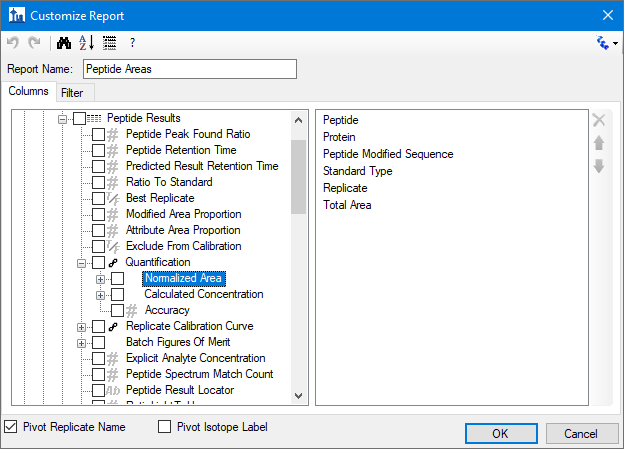 Customize Report
A
Z
?
Report Name: Peptide Areas
Columns Filter
Peptide Results
# Peptide Peak Found Ratio
# Peptide Retention Time
# Predicted Result Retention Time
# Ratio To Standard
T/F Best Replicate
# Modified Area Proportion
# Attribute Area Proportion
T/F Exclude From Calibration
Quantification
Normalized Area
Calculated Concentration
# Accuracy
Replicate Calibration Curve
Batch Figures Of Merit
# Explicit Analyte Concentration
# Peptide Spectrum Match Count
Ab Peptide Result Locator
Peptide
Protein
Peptide Modified Sequence
Standard Type
Replicate
Total Area
Pivot Replicate Name
Pivot Isotope Label
OK
Cancel